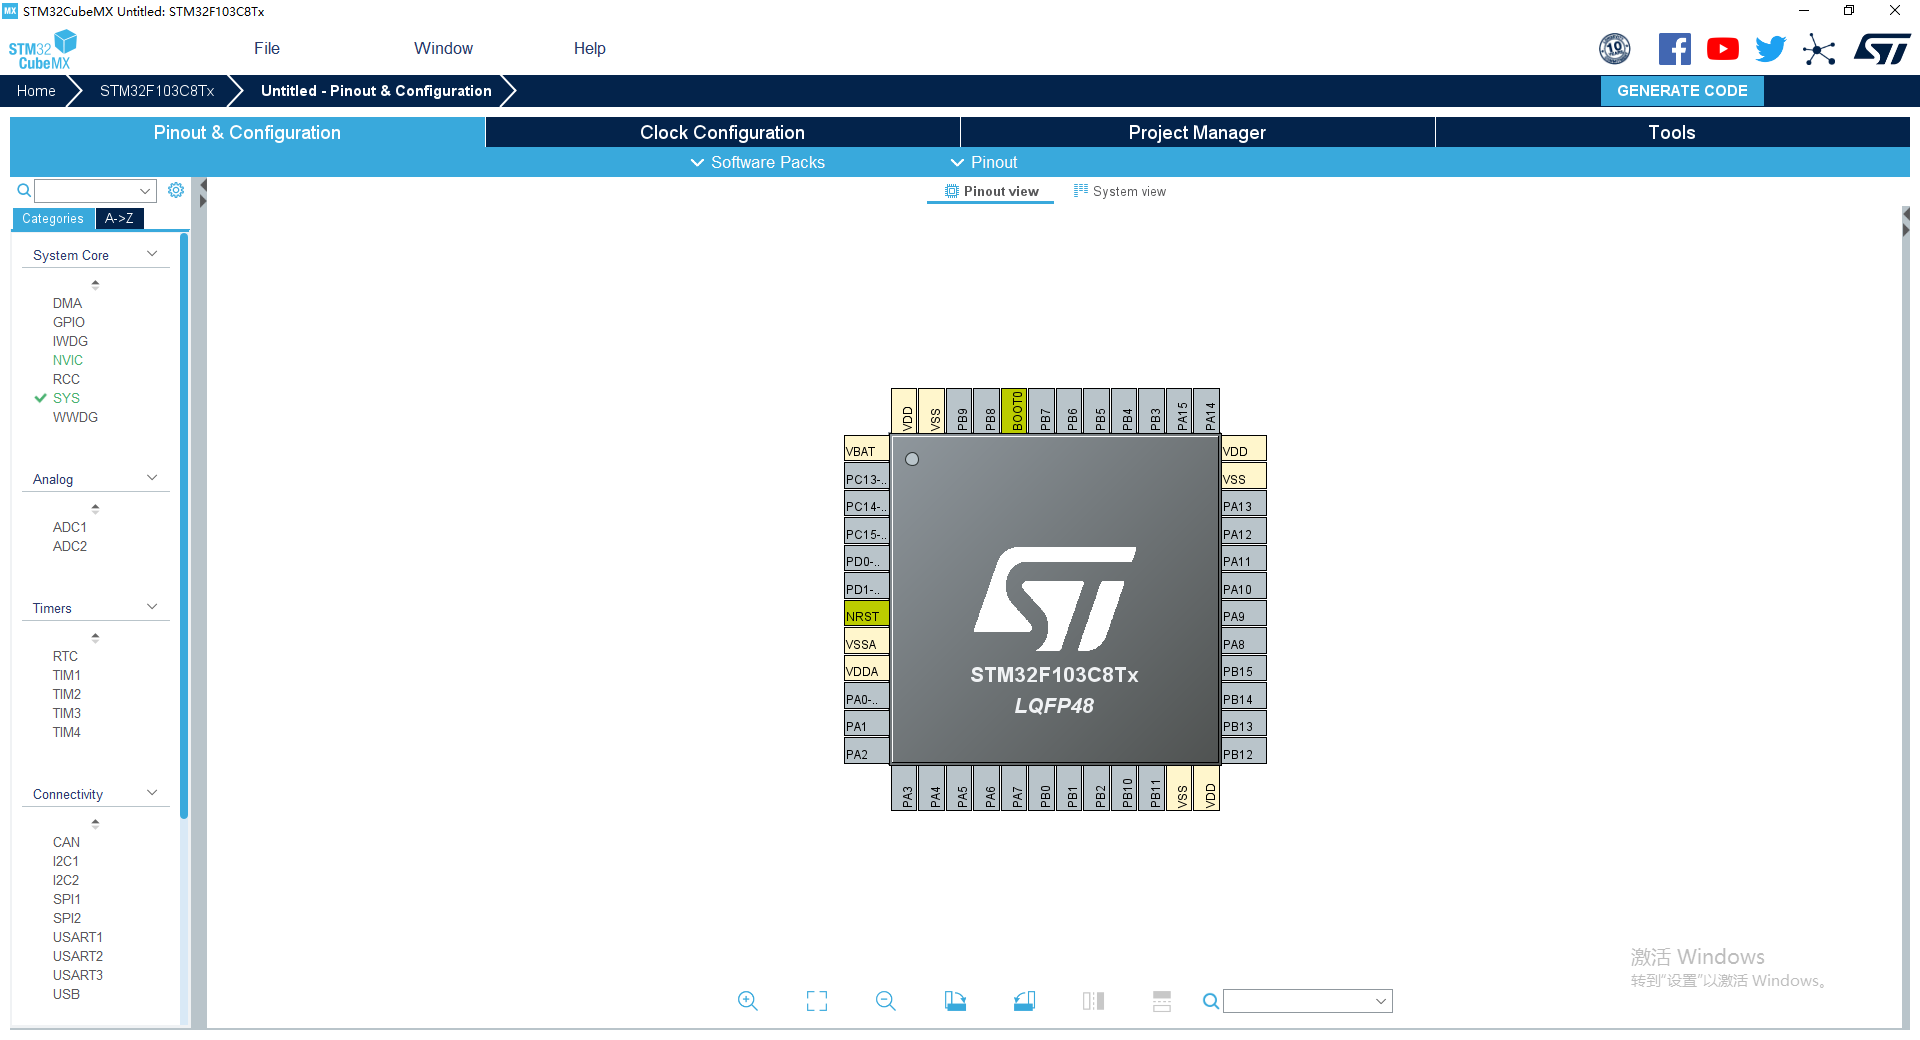 MX STM32CubeMX Untitled: STM32F103C8Tx
STM32
CubeMX
File Window Help
10
ST
Home STM32F103C8Tx Untitled - Pinout & Configuration GENERATE CODE
Pinout & Configuration Clock Configuration Project Manager Tools
Software Packs Pinout
Pinout view System view
Categories A->Z
System Core
DMA
GPIO
IWDG
NVIC
RCC
SYS
WWDG
Analog
ADC1
ADC2
Timers
RTC
TIM1
TIM2
TIM3
TIM4
Connectivity
CAN
I2C1
I2C2
SPI1
SPI2
USART1
USART2
USART3
USB
VDD VSS PB9 PB8 BOOT0 PB7 PB6 PB5 PB4 PB3 PA15 PA14
VBAT
PC13-..
PC14-..
PC15-..
PD0-..
PD1-..
NRST
VSSA
VDDA
PA0-..
PA1
PA2
ST
STM32F103C8Tx
LQFP48
VDD
VSS
PA13
PA12
PA11
PA10
PA9
PA8
PB15
PB14
PB13
PB12
PA3 PA4 PA5 PA6 PA7 PB0 PB1 PB2 PB10 PB11 VSS VDD
激活 Windows
转到“设置”以激活 Windows。